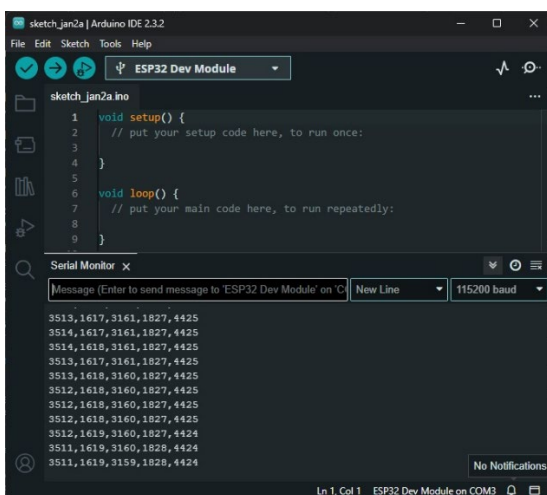 sketch_jan2a | Arduino IDE 2.3.2
File Edit Sketch Tools Help
ESP32 Dev Module
sketch_jan2a.ino
1 void setup() {
2 // put your setup code here, to run once:
3
4 }
5
6 void loop() {
7 // put your main code here, to run repeatedly:
8
9 }
Serial Monitor
Message (Enter to send message to 'ESP32 Dev Module' on 'C
New Line
115200 baud
3513,1617,3161,1827,4425
3514,1617,3161,1827,4425
3514,1618,3161,1827,4425
3513,1617,3161,1827,4425
3513,1618,3160,1827,4425
3512,1618,3160,1827,4425
3512,1618,3160,1827,4425
3512,1618,3160,1827,4425
3512,1619,3160,1827,4424
3511,1619,3160,1828,4424
3511,1619,3159,1828,4424
No Notifications
Ln 1, Col 1 ESP32 Dev Module on COM3